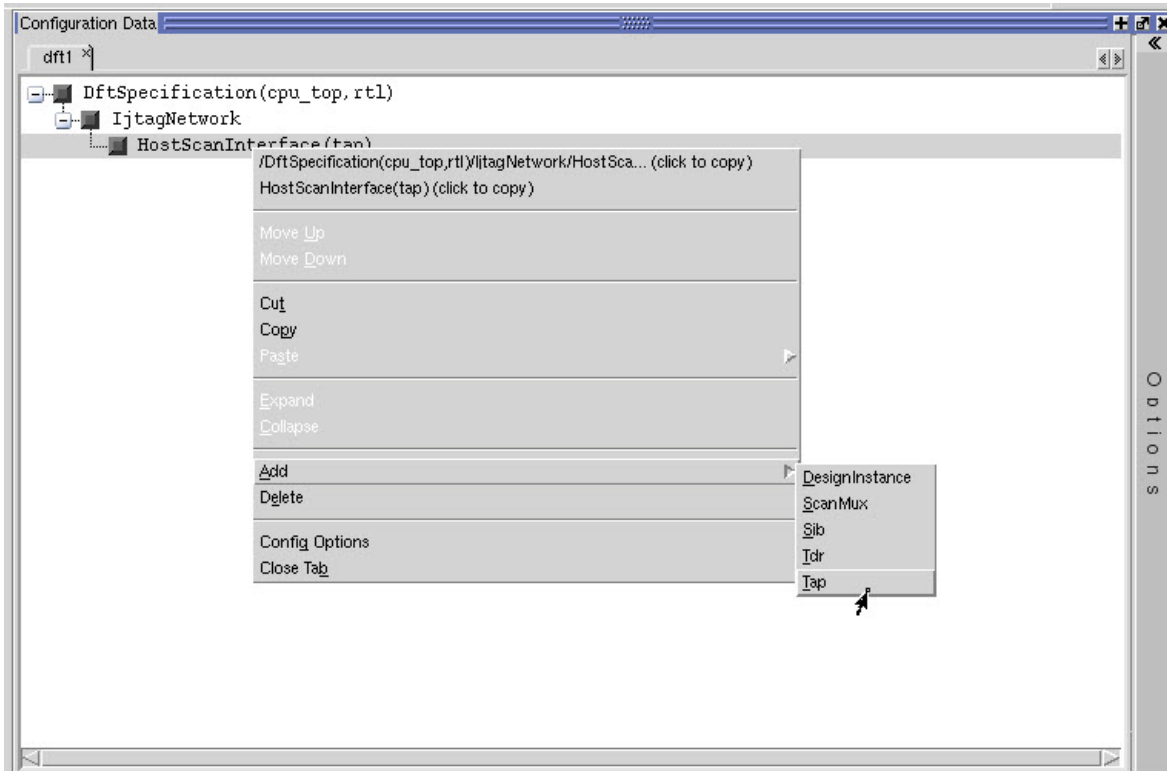 Configuration Data
dft1
DftSpecification(cpu_top,rtl)
IjtagNetwork
HostScanInterface(tap)
/DftSpecification(cpu_top,rtl)/IjtagNetwork/HostSca... (click to copy)
HostScanInterface(tap) (click to copy)
Move Up
Move Down
Cut
Copy
Paste
Expand
Collapse
Add
Delete
Config Options
Close Tab
DesignInstance
ScanMux
Sib
Tdr
Tap
Options